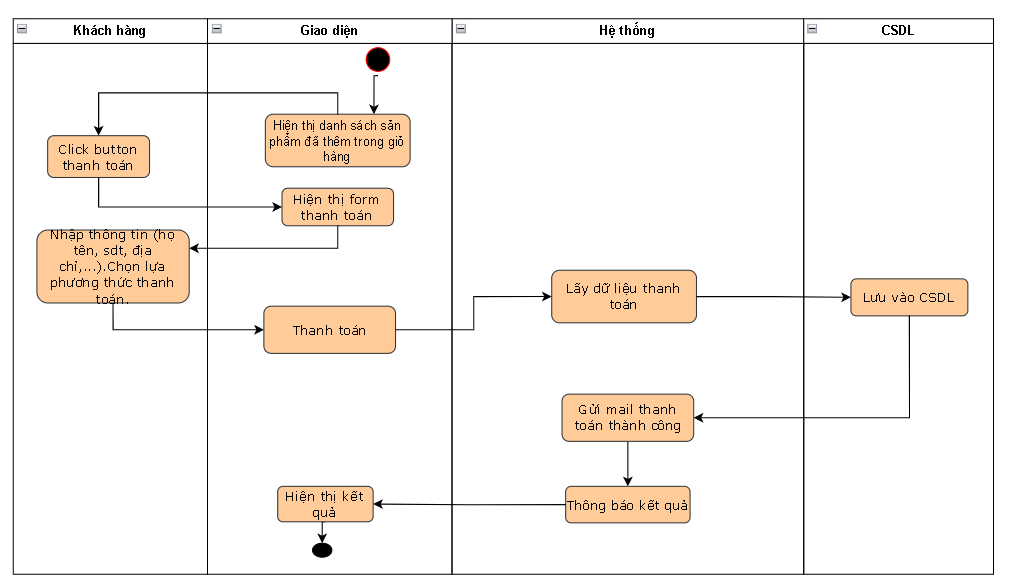 Khách hàng
Giao diện
Hệ thống
CSDL
Hiện thị danh sách sản
phẩm đã thêm trong giỏ
hàng
Click button
thanh toán
Hiện thị form
thanh toán
Nhập thông tin (họ
tên, sdt, địa
chỉ,...).Chọn lựa
phương thức thanh
toán.
Thanh toán
Lấy dữ liệu thanh
toán
Lưu vào CSDL
Gửi mail thanh
toán thành công
Thông báo kết quả
Hiện thị kết
quả